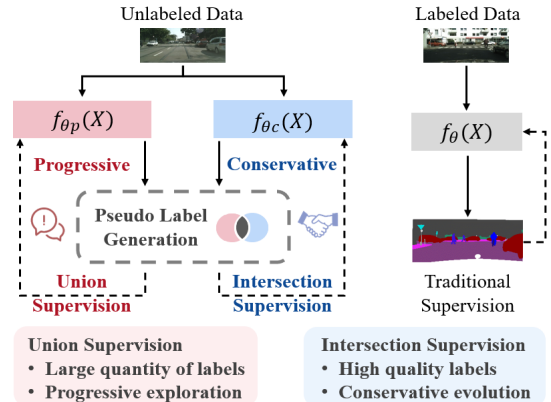 Unlabeled Data
Labeled Data
fθp(X)
fθc(X)
fθ(X)
Progressive
Conservative
Pseudo Label
Generation
Union
Supervision
Intersection
Supervision
Traditional
Supervision
Union Supervision
• Large quantity of labels
• Progressive exploration
Intersection Supervision
• High quality labels
• Conservative evolution